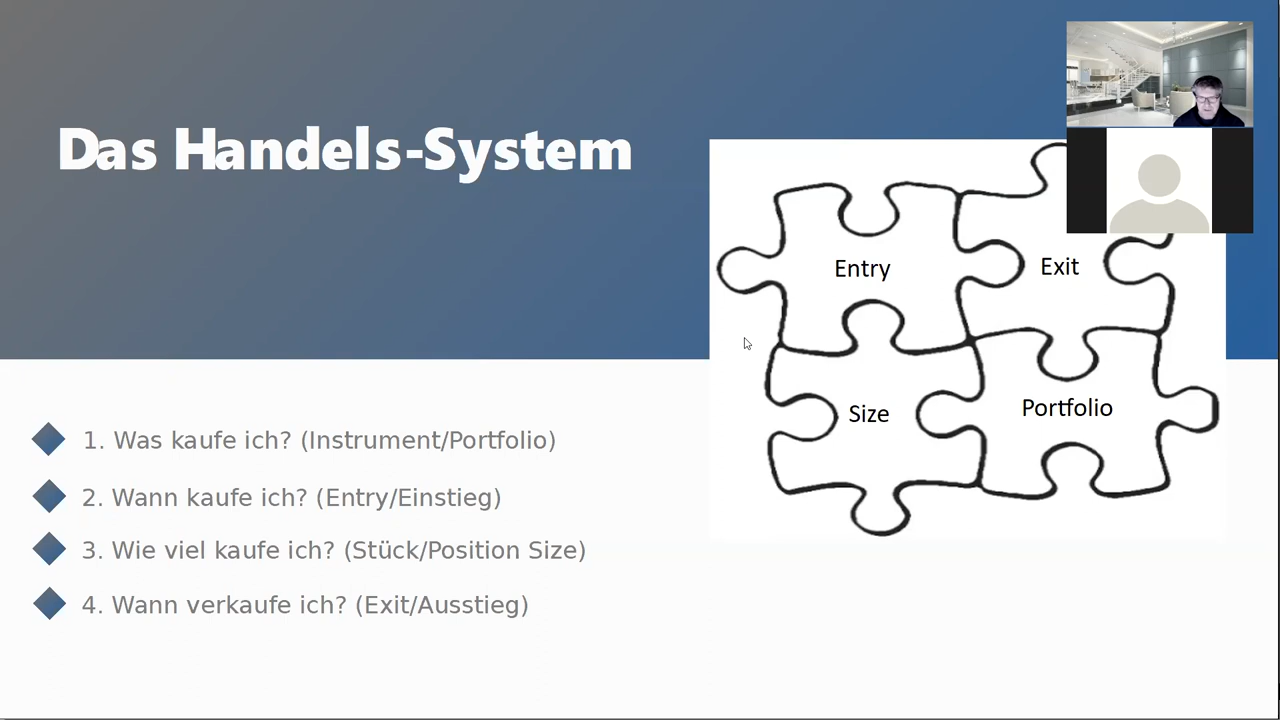 Das Handels-System
Entry
Exit
Size
Portfolio
1. Was kaufe ich? (Instrument/Portfolio)
2. Wann kaufe ich? (Entry/Einstieg)
3. Wie viel kaufe ich? (Stück/Position Size)
4. Wann verkaufe ich? (Exit/Ausstieg)